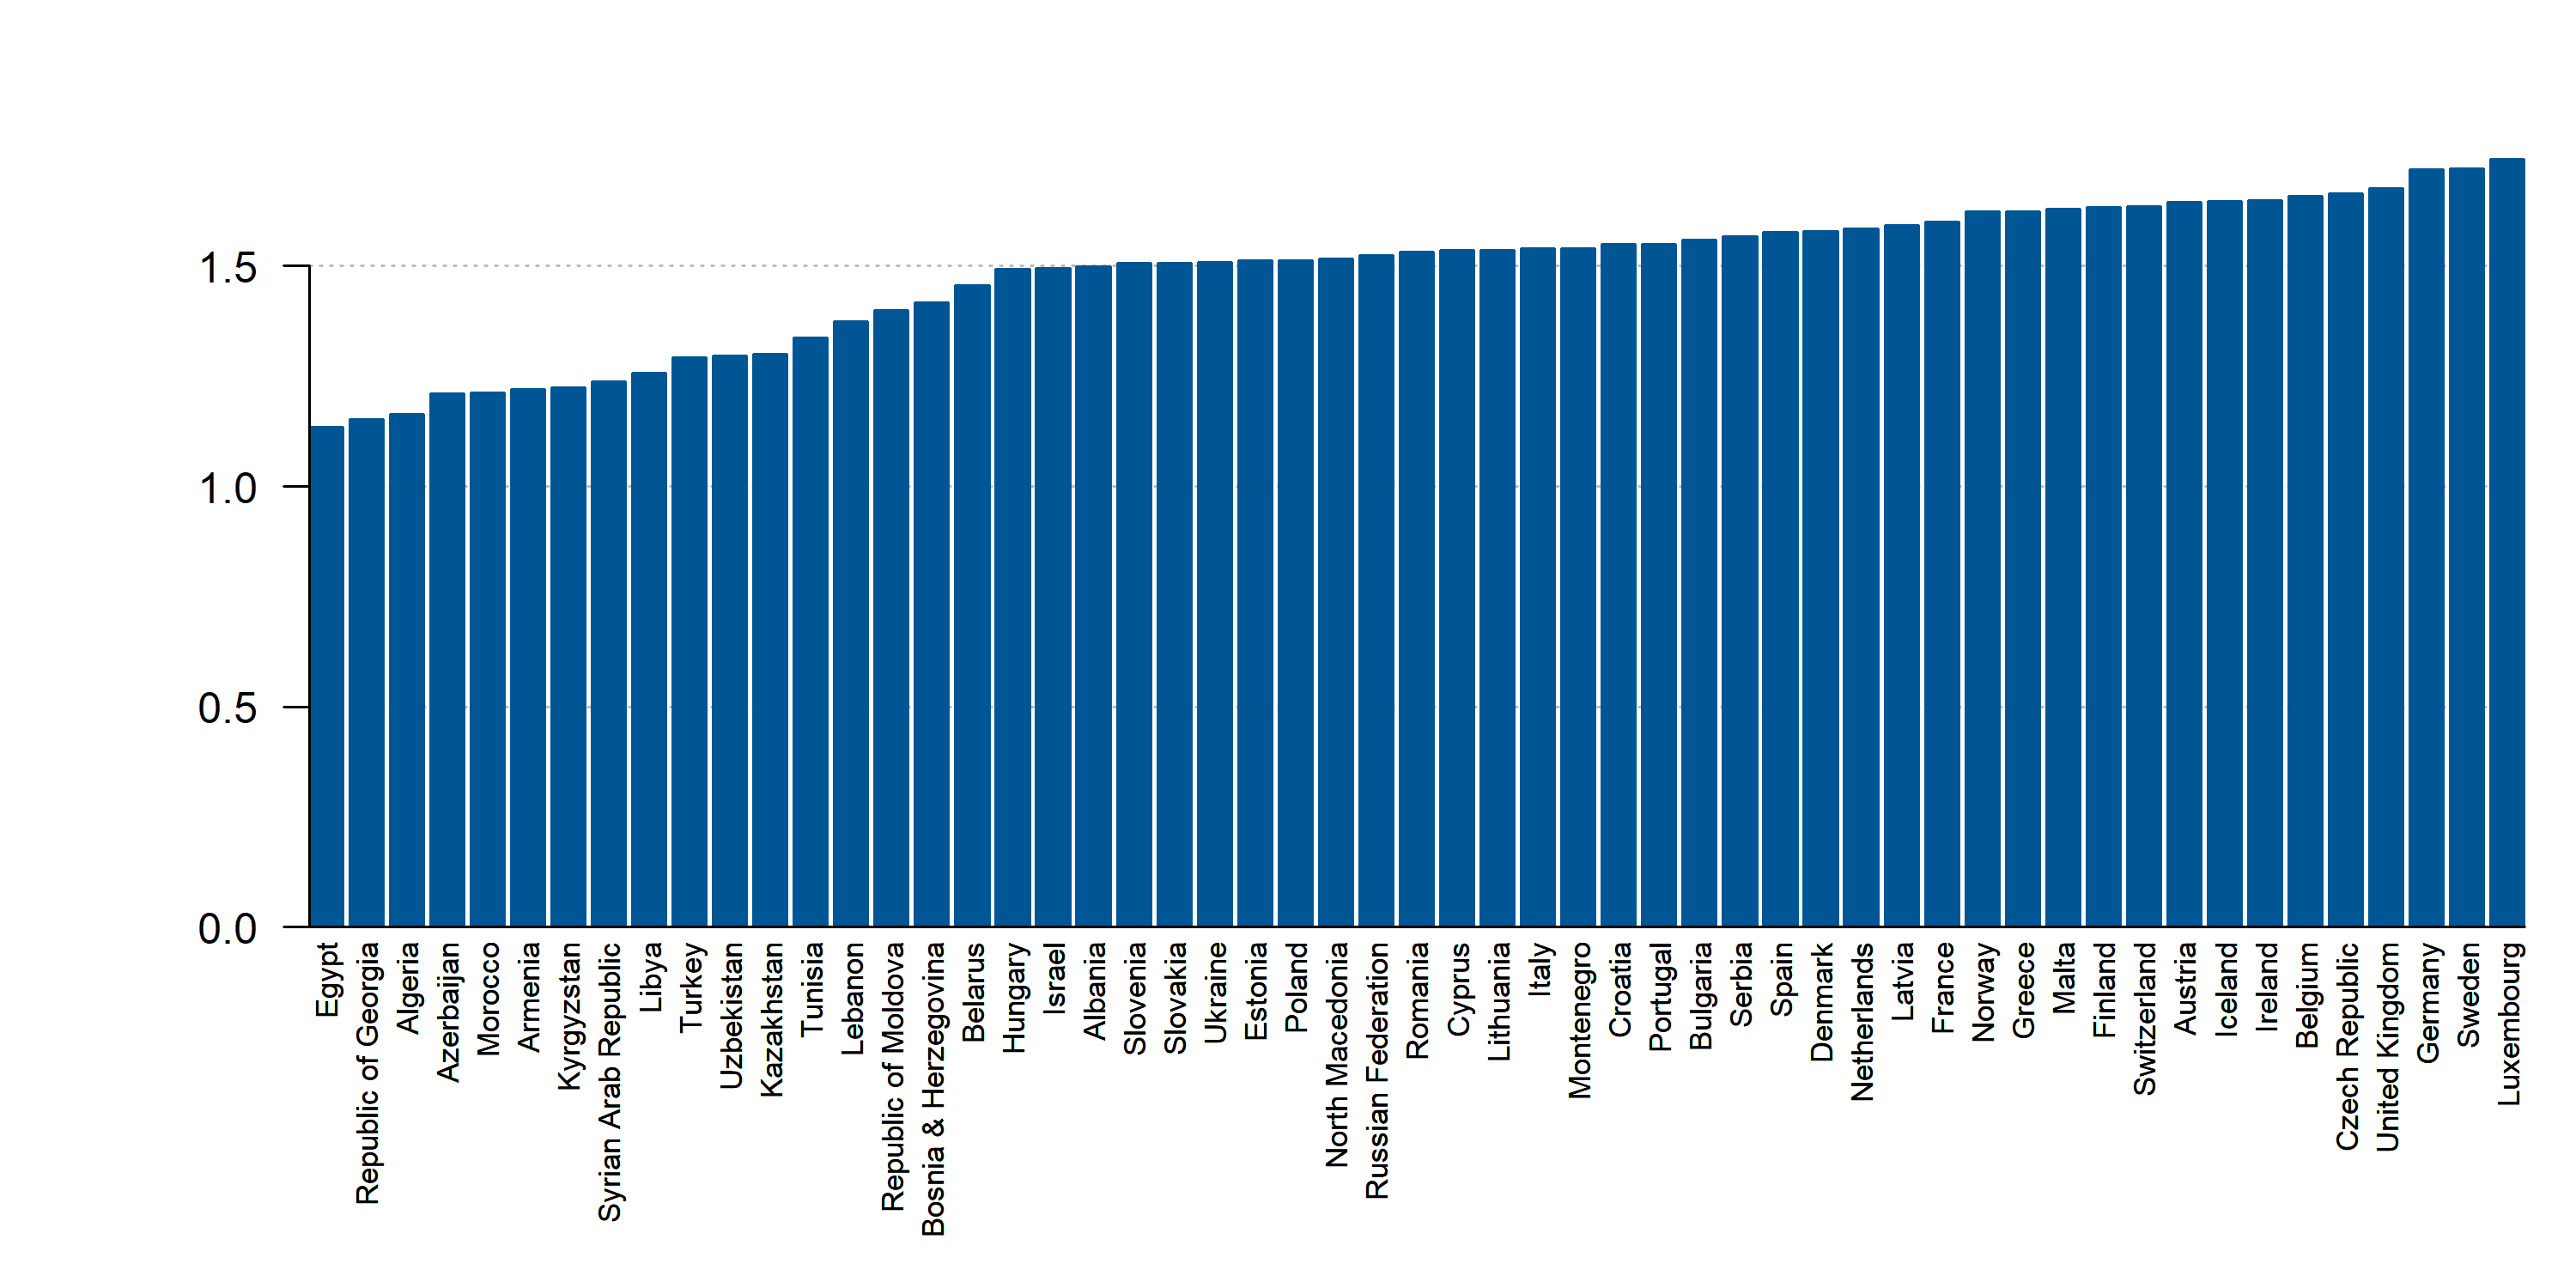 1.5
1.0
0.5
0.0
Egypt
Republic of Georgia
Algeria
Azerbaijan
Morocco
Armenia
Kyrgyzstan
Syrian Arab Republic
Libya
Turkey
Uzbekistan
Kazakhstan
Tunisia
Lebanon
Republic of Moldova
Bosnia & Herzegovina
Belarus
Hungary
Israel
Albania
Slovenia
Slovakia
Ukraine
Estonia
Poland
North Macedonia
Russian Federation
Romania
Cyprus
Lithuania
Italy
Montenegro
Croatia
Portugal
Bulgaria
Serbia
Spain
Denmark
Netherlands
Latvia
France
Norway
Greece
Malta
Finland
Switzerland
Austria
Iceland
Ireland
Belgium
Czech Republic
United Kingdom
Germany
Sweden
Luxembourg